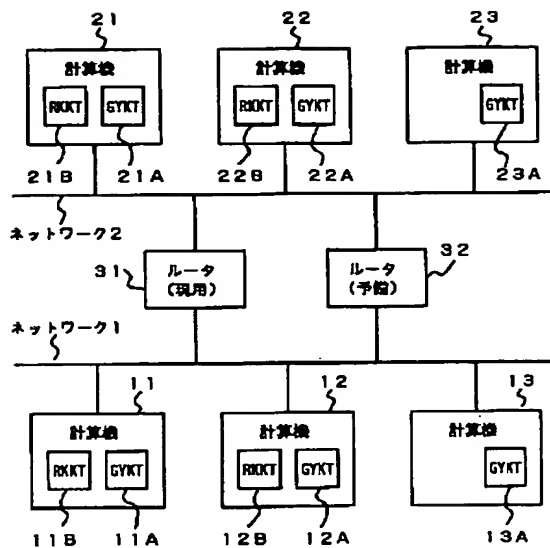 21 22 23
計算機 計算機 計算機
RKKT GYKT RKKT GYKT GYKT
21B 21A 22B 22A 23A
ネットワーク2
31 ルータ (現用) ルータ (予備) 32
ネットワーク1
11 12 13
計算機 計算機 計算機
RKKT GYKT RKKT GYKT GYKT
11B 11A 12B 12A 13A